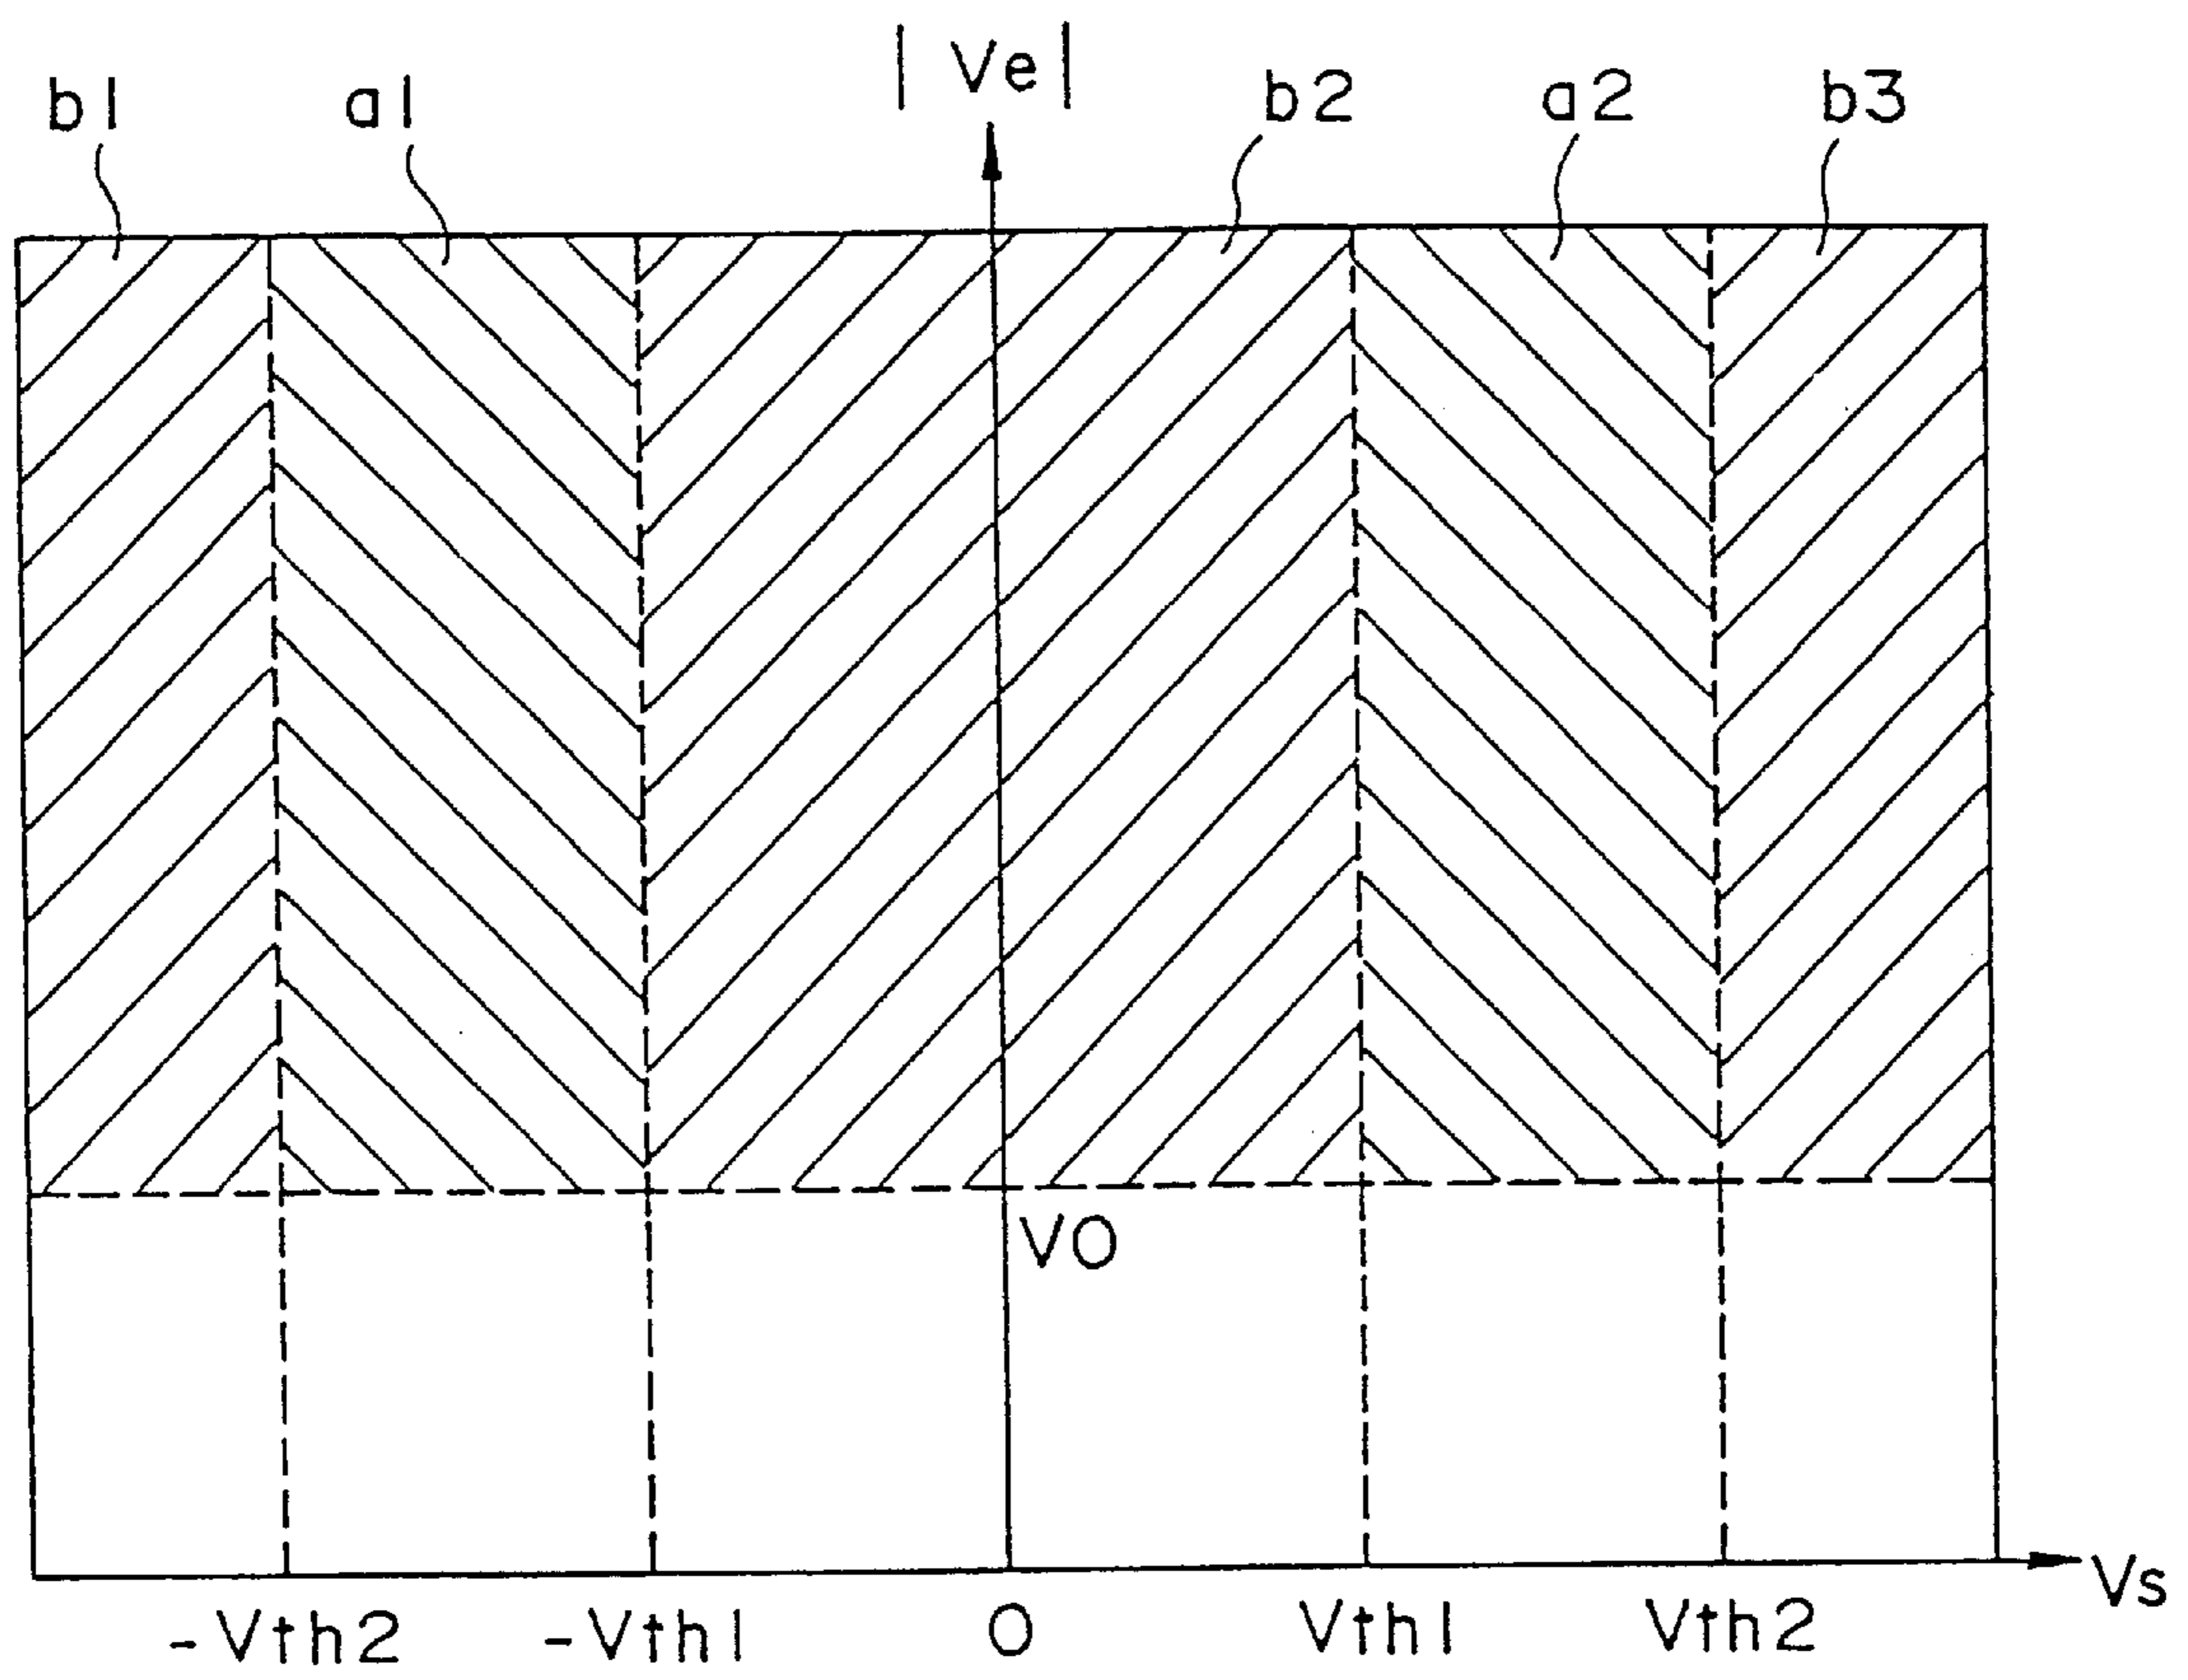 | Ve |
b1 a1 b2 a2 b3
V0
Vs
-Vth2 -Vth1 0 Vth1 Vth2